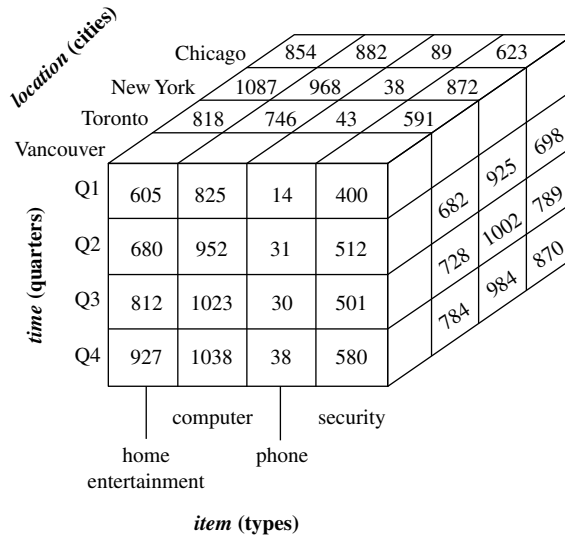 location (cities)
Chicago 854 882 89 623
New York 1087 968 38 872
Toronto 818 746 43 591
Vancouver
time (quarters)
Q1 605 825 14 400 682 925 698
Q2 680 952 31 512 728 1002 789
Q3 812 1023 30 501 784 984 870
Q4 927 1038 38 580
computer security
home phone
entertainment
item (types)